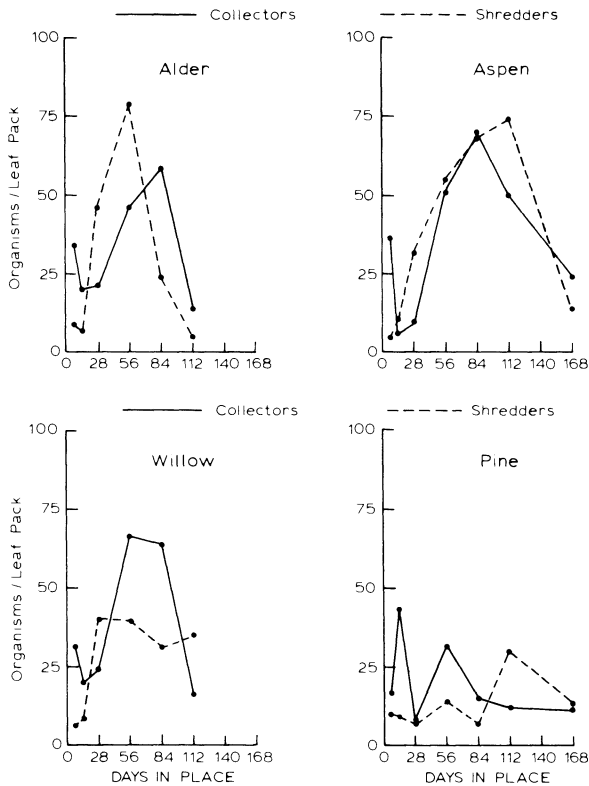 Collectors
Shredders
Alder
Aspen
Organisms / Leaf Pack
100
75
50
25
0
0 28 56 84 112 140 168
100
75
50
25
0
0 28 56 84 112 140 168
Collectors
Shredders
Willow
Pine
Organisms / Leaf Pack
100
75
50
25
0
0 28 56 84 112 140 168
DAYS IN PLACE
100
75
50
25
0
0 28 56 84 112 140 168
DAYS IN PLACE